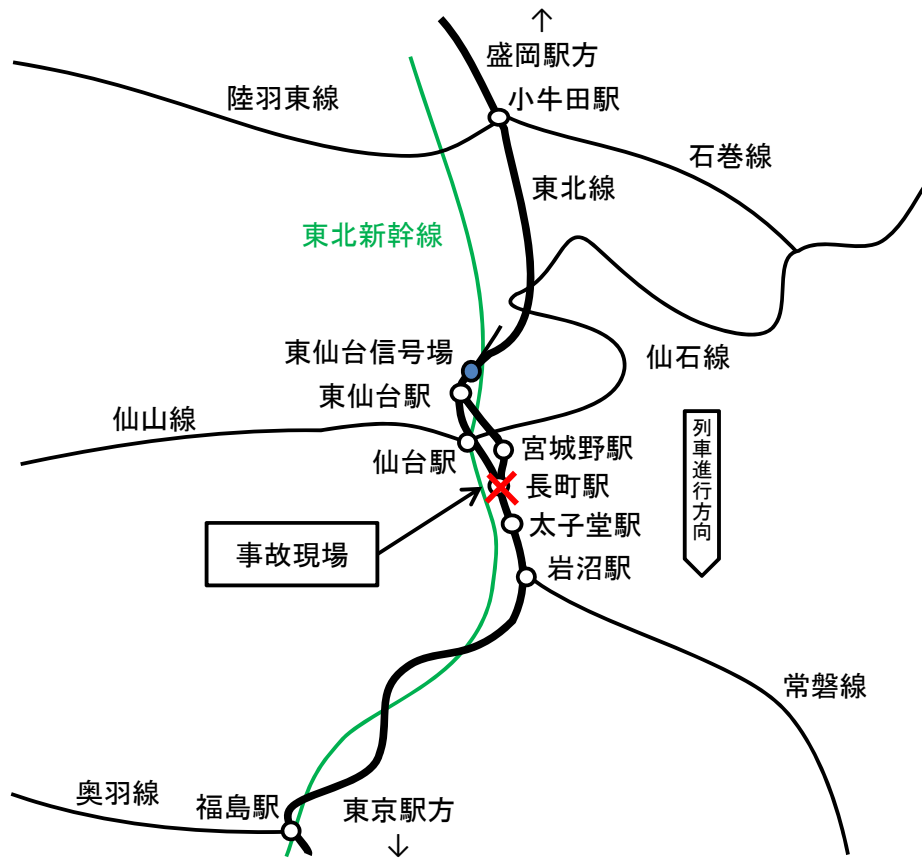 ↑
盛岡駅方
小牛田駅
陸羽東線
石巻線
東北線
東北新幹線
東仙台信号場
仙石線
東仙台駅
仙山線
仙台駅
宮城野駅
列車進行方向
長町駅
太子堂駅
事故現場
岩沼駅
常磐線
奥羽線
福島駅
東京駅方
↓